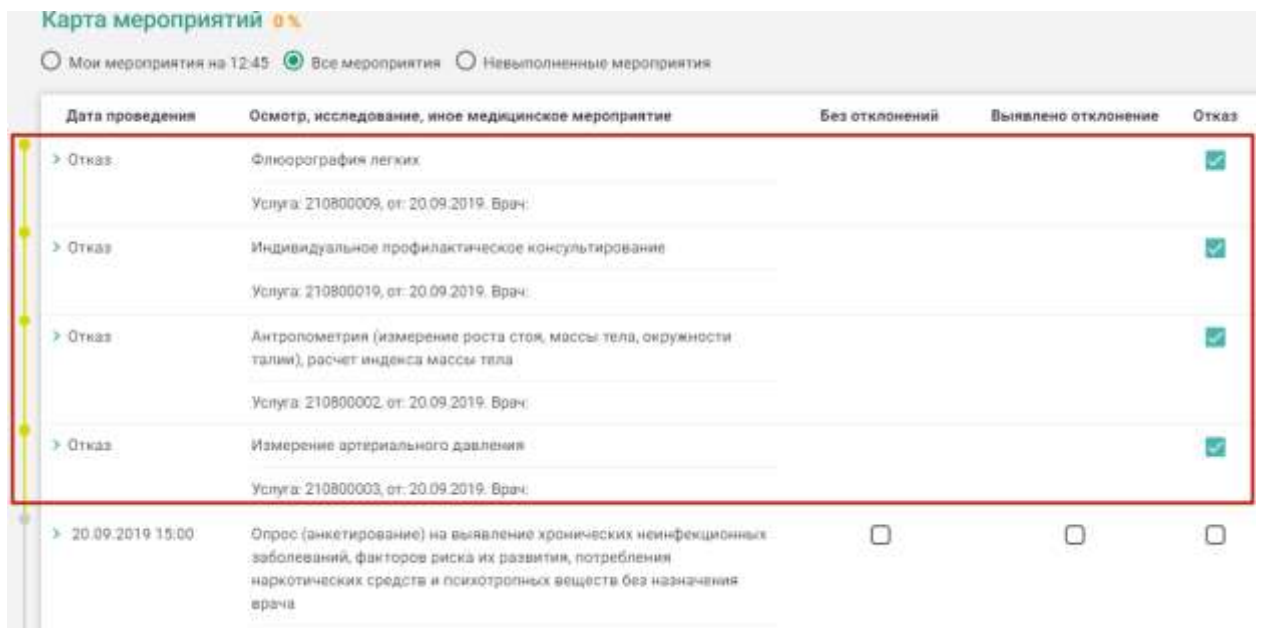 Карта мероприятий 0 %
Мои мероприятия на 12:45 Все мероприятия Невыполненные мероприятия
Дата проведения Осмотр, исследование, иное медицинское мероприятие Без отклонений Выявлено отклонение Отказ
> Отказ Флюорография легких
Услуга: 210800009, от: 20.09.2019. Врач:
> Отказ Индивидуальное профилактическое консультирование
Услуга: 210800019, от: 20.09.2019. Врач:
> Отказ Антропометрия (измерение роста стоя, массы тела, окружности
талии), расчет индекса массы тела
Услуга: 210800002, от: 20.09.2019. Врач:
> Отказ Измерение артериального давления
Услуга: 210800003, от: 20.09.2019. Врач:
> 20.09.2019 15:00 Опрос (анкетирование) на выявление хронических неинфекционных
заболеваний, факторов риска их развития, потребления
наркотических средств и психотропных веществ без назначения
врача